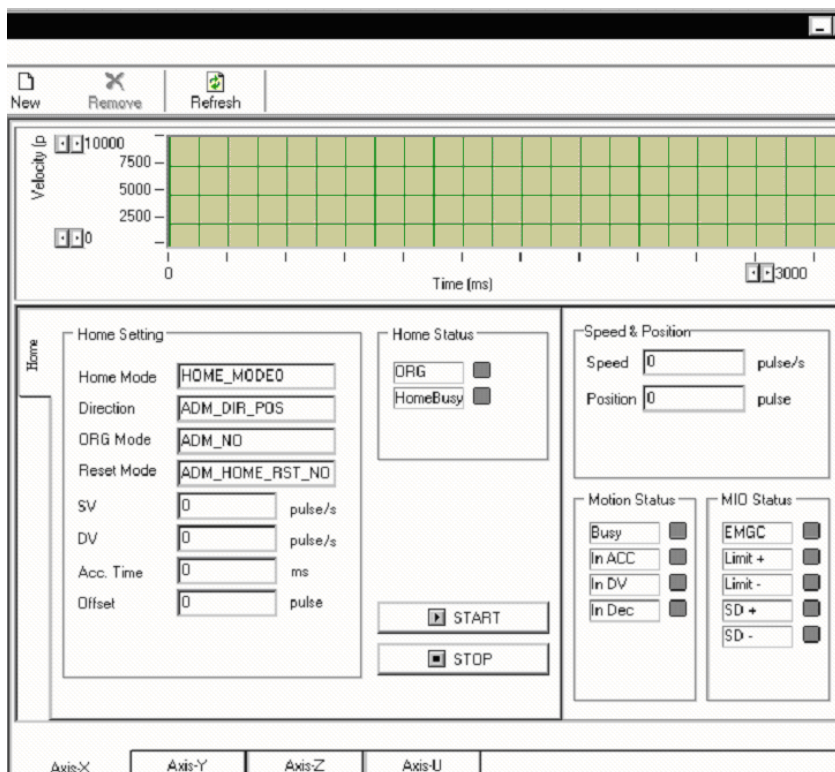 New Remove Refresh
Velocity (p
10000
7500
5000
2500
0
0
3000
Time (ms)
Home
Home Setting
Home Mode HOME_MODE0
Direction ADM_DIR_POS
ORG Mode ADM_NO
Reset Mode ADM_HOME_RST_NO
SV 0 pulse/s
DV 0 pulse/s
Acc. Time 0 ms
Offset 0 pulse
Home Status
ORG
HomeBusy
START
STOP
Speed & Position
Speed 0 pulse/s
Position 0 pulse
Motion Status
Busy
In ACC
In DV
In Dec
MIO Status
EMGC
Limit +
Limit -
SD +
SD -
Axis-X Axis-Y Axis-Z Axis-U